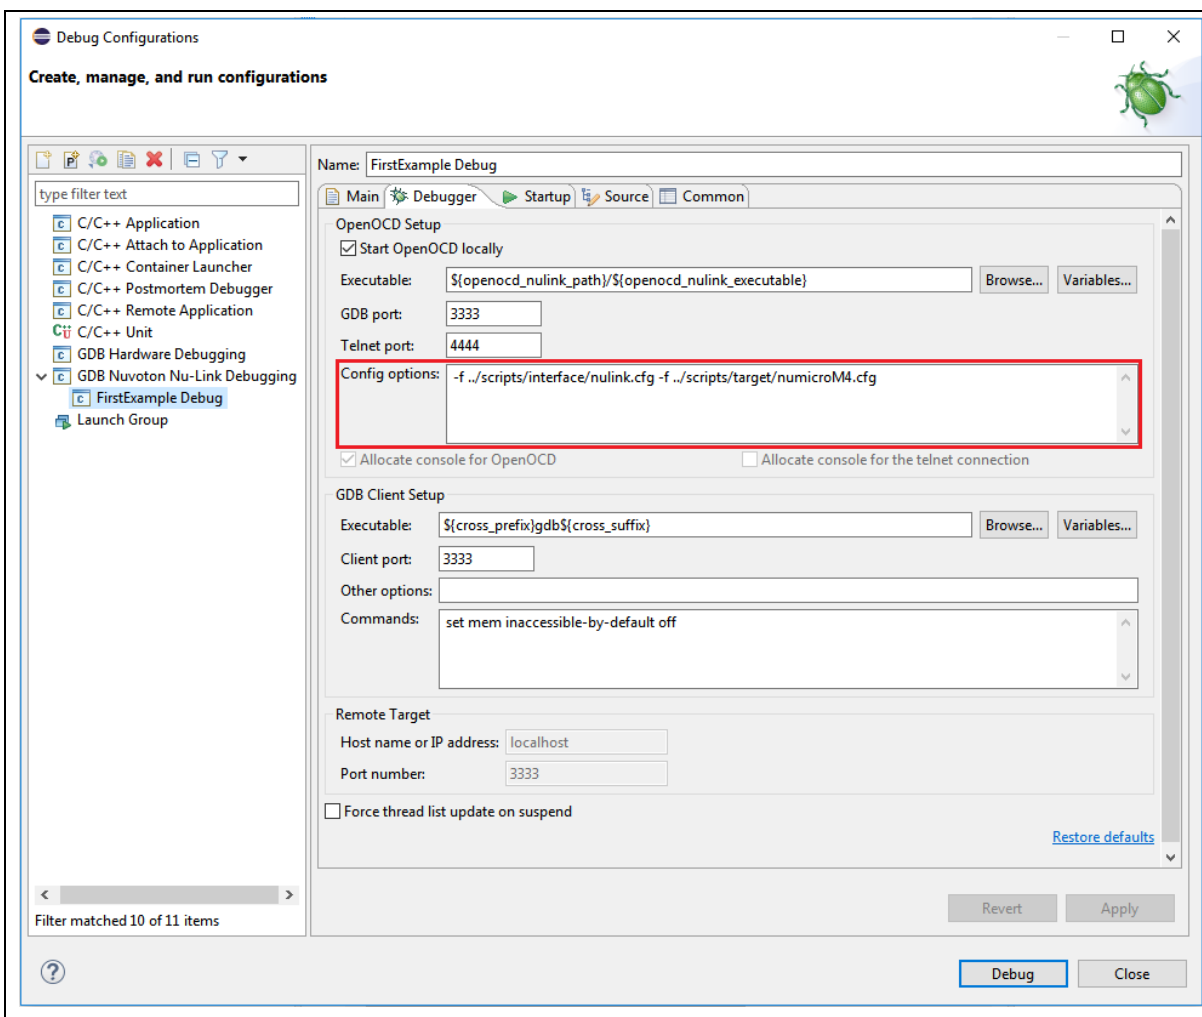 Debug Configurations
Create, manage, and run configurations
type filter text
C/C++ Application
C/C++ Attach to Application
C/C++ Container Launcher
C/C++ Postmortem Debugger
C/C++ Remote Application
C/C++ Unit
GDB Hardware Debugging
GDB Nuvoton Nu-Link Debugging
FirstExample Debug
Launch Group
Filter matched 10 of 11 items
Name: FirstExample Debug
Main Debugger Startup Source Common
OpenOCD Setup
Start OpenOCD locally
Executable: ${openocd_nulink_path}/${openocd_nulink_executable} Browse... Variables...
GDB port: 3333
Telnet port: 4444
Config options: -f ../scripts/interface/nulink.cfg -f ../scripts/target/numicroM4.cfg
Allocate console for OpenOCD Allocate console for the telnet connection
GDB Client Setup
Executable: ${cross_prefix}gdb${cross_suffix} Browse... Variables...
Client port: 3333
Other options:
Commands: set mem inaccessible-by-default off
Remote Target
Host name or IP address: localhost
Port number: 3333
Force thread list update on suspend
Restore defaults
Revert Apply
Debug Close